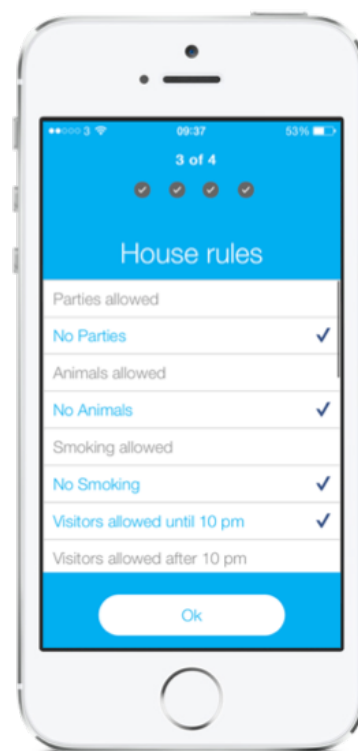 3 09:37 53%
3 of 4
House rules
Parties allowed
No Parties
Animals allowed
No Animals
Smoking allowed
No Smoking
Visitors allowed until 10 pm
Visitors allowed after 10 pm
Ok